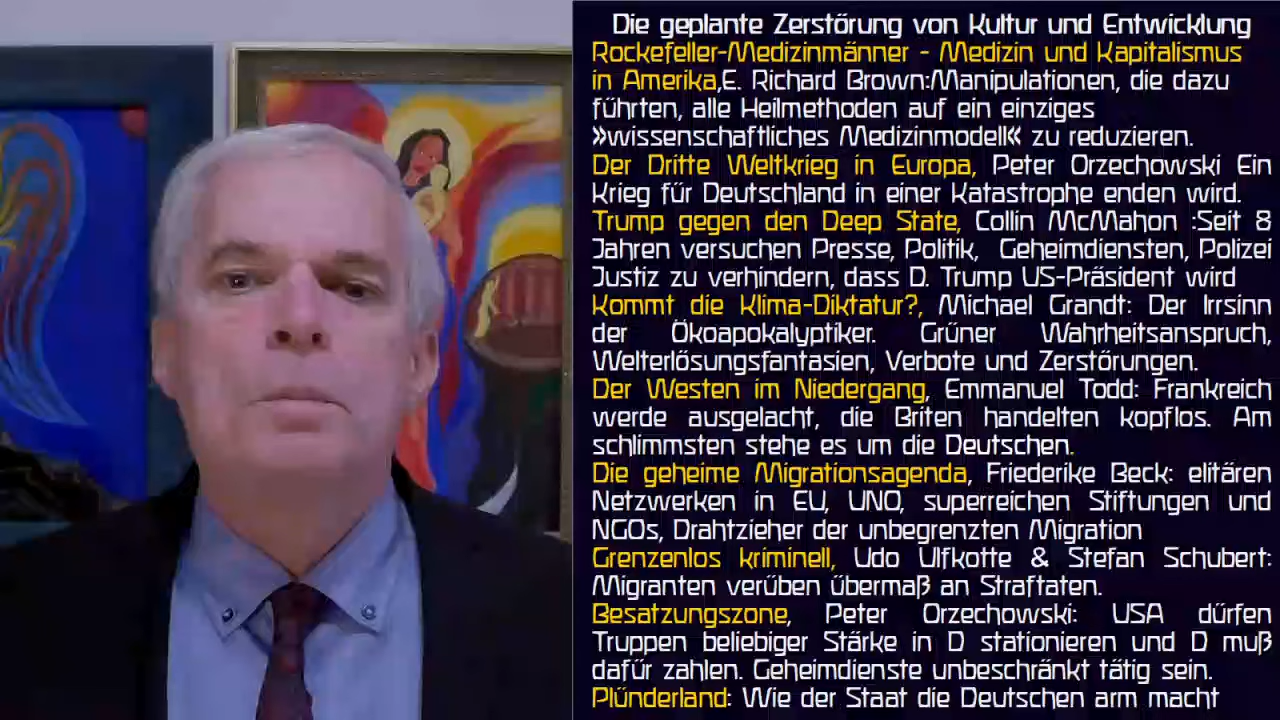 Die geplante Zerstörung von Kultur und Entwicklung
Rockefeller-Medizinmänner - Medizin und Kapitalismus
in Amerika,E. Richard Brown:Manipulationen, die dazu
führten, alle Heilmethoden auf ein einziges
»wissenschaftliches Medizinmodell« zu reduzieren.
Der Dritte Weltkrieg in Europa, Peter Orzechowski Ein
Krieg für Deutschland in einer Katastrophe enden wird.
Trump gegen den Deep State, Collin McMahon :Seit 8
Jahren versuchen Presse, Politik, Geheimdiensten, Polizei
Justiz zu verhindern, dass D. Trump US-Präsident wird
Kommt die Klima-Diktatur?, Michael Grandt: Der Irrsinn
der Ökoapokalyptiker. Grüner Wahrheitsanspruch,
Welterlösungsfantasien, Verbote und Zerstörungen.
Der Westen im Niedergang, Emmanuel Todd: Frankreich
werde ausgelacht, die Briten handelten kopflos. Am
schlimmsten stehe es um die Deutschen.
Die geheime Migrationsagenda, Friederike Beck: elitären
Netzwerken in EU, UNO, superreichen Stiftungen und
NGOs, Drahtzieher der unbegrenzten Migration
Grenzenlos kriminell, Udo Ulfkotte & Stefan Schubert:
Migranten verüben übermaß an Straftaten.
Besatzungszone, Peter Orzechowski: USA dürfen
Truppen beliebiger Stärke in D stationieren und D muß
dafür zahlen. Geheimdienste unbeschränkt tätig sein.
Plünderland: Wie der Staat die Deutschen arm macht